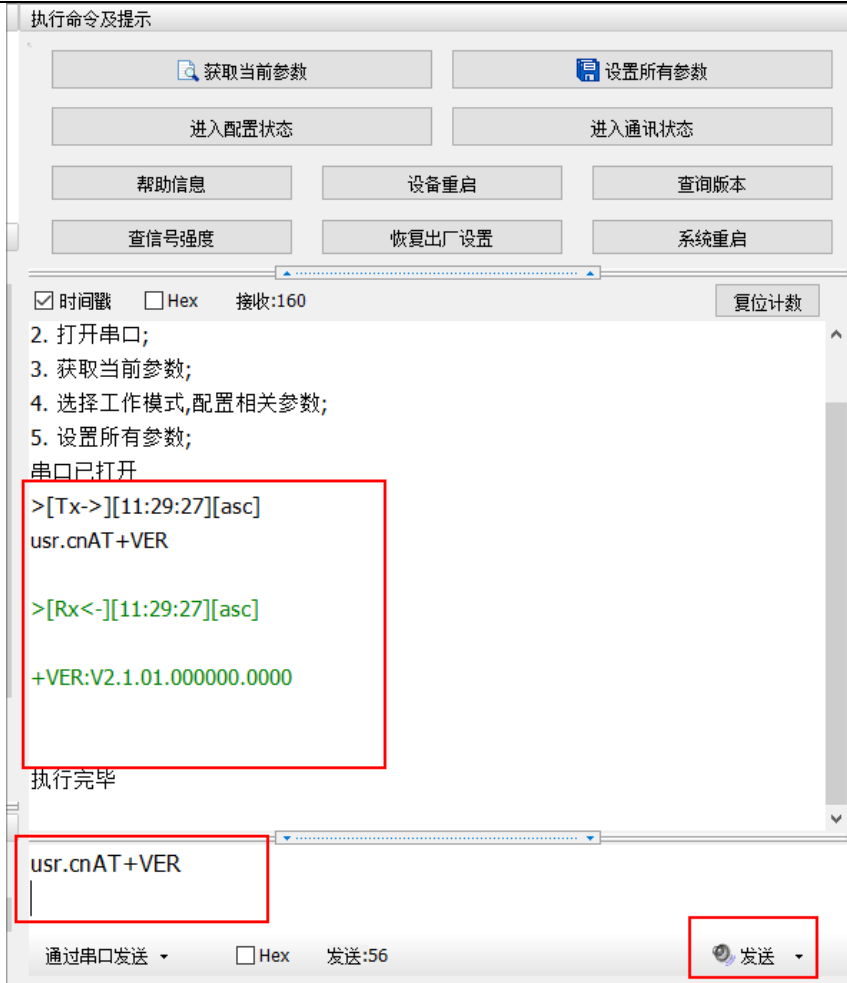 执行命令及提示
获取当前参数 设置所有参数
进入配置状态 进入通讯状态
帮助信息 设备重启 查询版本
查信号强度 恢复出厂设置 系统重启
时间戳 Hex 接收:160 复位计数
2. 打开串口;
3. 获取当前参数;
4. 选择工作模式,配置相关参数;
5. 设置所有参数;
串口已打开
>[Tx->][11:29:27][asc]
usr.cnAT+VER
>[Rx<-][11:29:27][asc]
+VER:V2.1.01.000000.0000
执行完毕
usr.cnAT+VER
通过串口发送 Hex 发送:56 发送